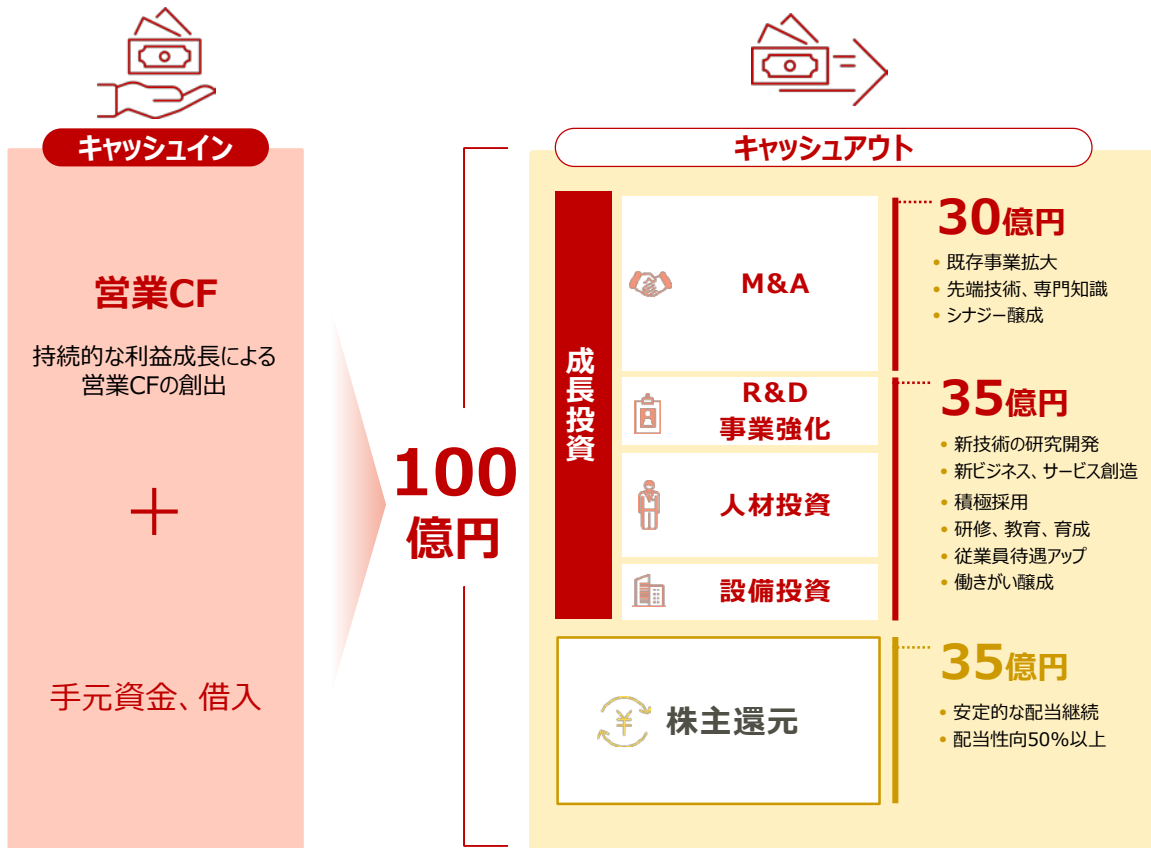 キャッシュイン
営業CF
持続的な利益成長による
営業CFの創出
＋
手元資金、借入
100
億円
キャッシュアウト
成長投資
M&A
30億円
• 既存事業拡大
• 先端技術、専門知識
• シナジー醸成
R&D
事業強化
人材投資
設備投資
35億円
• 新技術の研究開発
• 新ビジネス、サービス創造
• 積極採用
• 研修、教育、育成
• 従業員待遇アップ
• 働きがい醸成
¥
株主還元
35億円
• 安定的な配当継続
• 配当性向50%以上